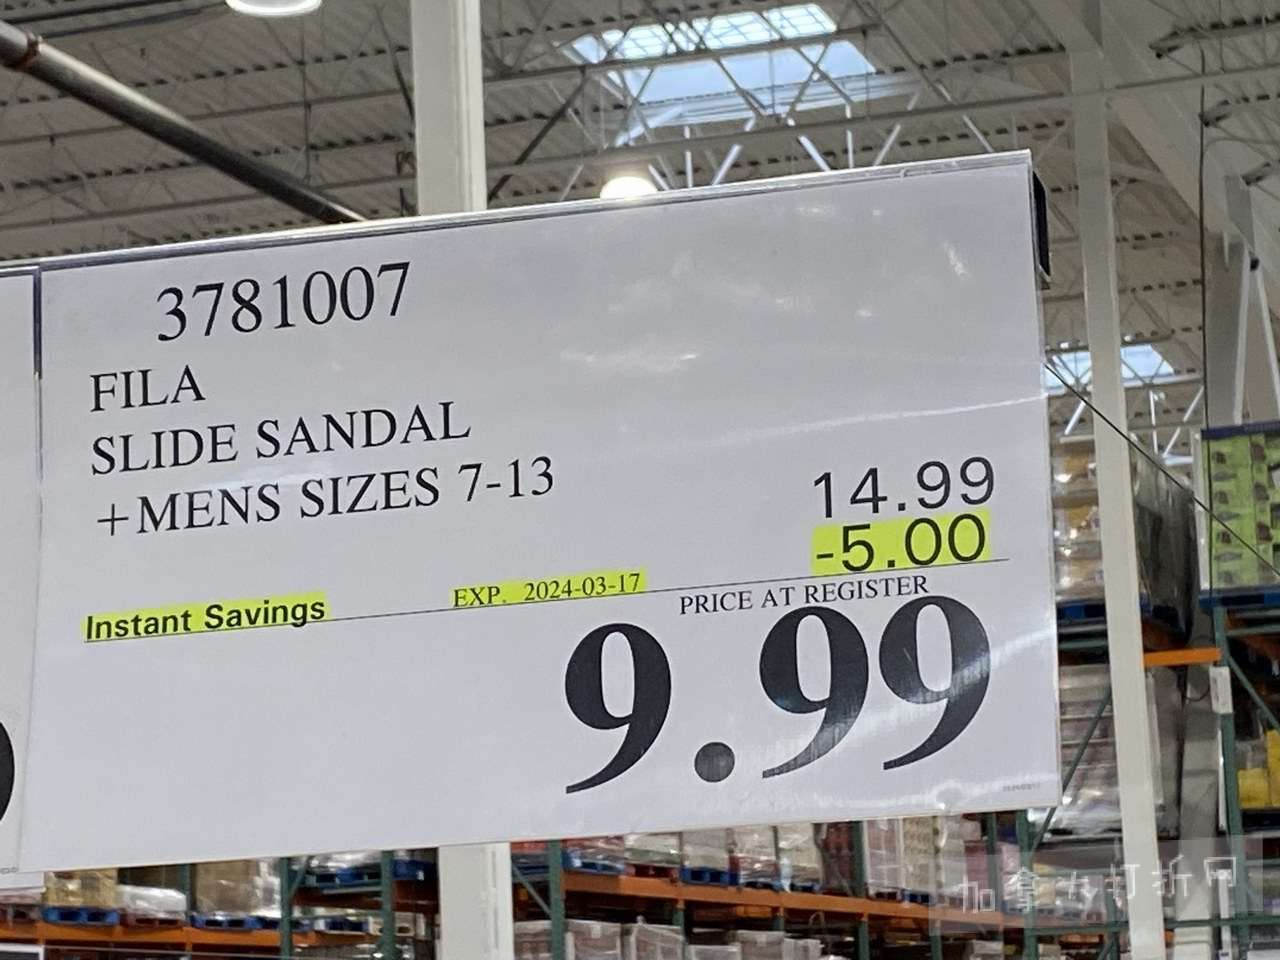 3781007
FILA
SLIDE SANDAL
+MENS SIZES 7-13
14.99
-5.00
Instant Savings EXP. 2024-03-17
PRICE AT REGISTER
9.99
加拿大打折网